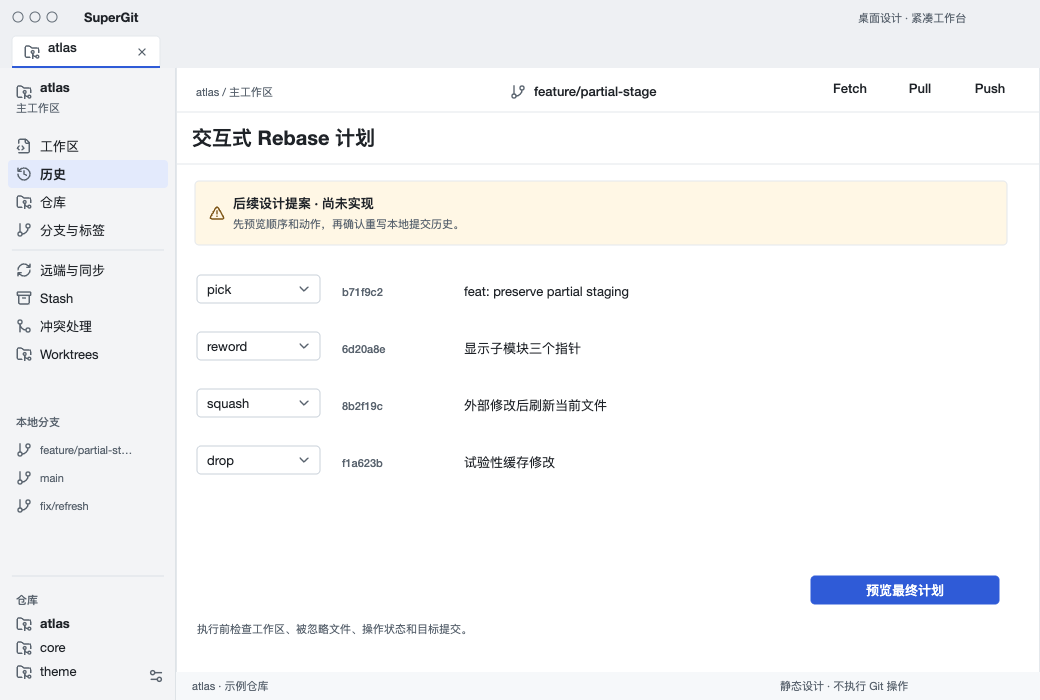 SuperGit
桌面设计 · 紧凑工作台
atlas
atlas
主工作区
工作区
历史
仓库
分支与标签
远端与同步
Stash
冲突处理
Worktrees
本地分支
feature/partial-st…
main
fix/refresh
仓库
atlas
core
theme
atlas / 主工作区
feature/partial-stage
Fetch
Pull
Push
交互式 Rebase 计划
后续设计提案 · 尚未实现
先预览顺序和动作，再确认重写本地提交历史。
pick b71f9c2 feat: preserve partial staging
reword 6d20a8e 显示子模块三个指针
squash 8b2f19c 外部修改后刷新当前文件
drop f1a623b 试验性缓存修改
预览最终计划
执行前检查工作区、被忽略文件、操作状态和目标提交。
atlas · 示例仓库
静态设计 · 不执行 Git 操作